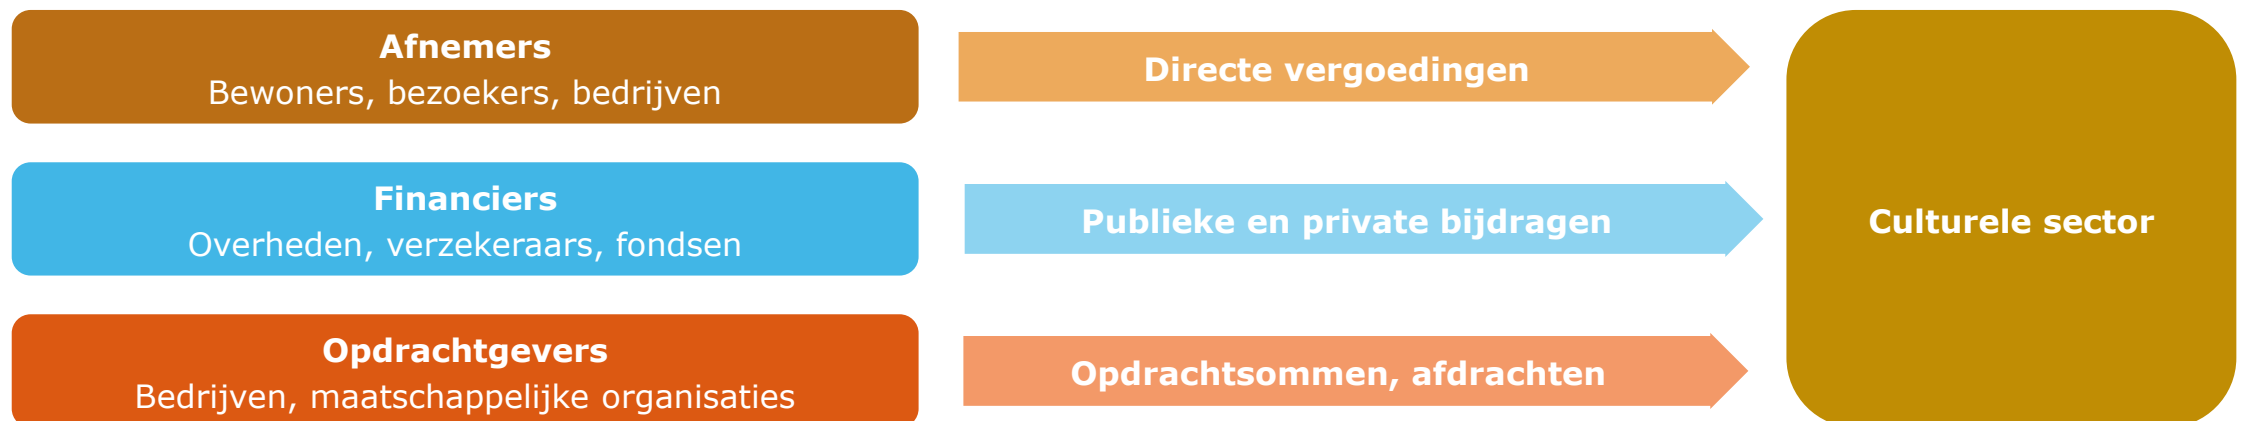 Afnemers
Bewoners, bezoekers, bedrijven
Directe vergoedingen
Financiers
Overheden, verzekeraars, fondsen
Publieke en private bijdragen
Culturele sector
Opdrachtgevers
Bedrijven, maatschappelijke organisaties
Opdrachtsommen, afdrachten